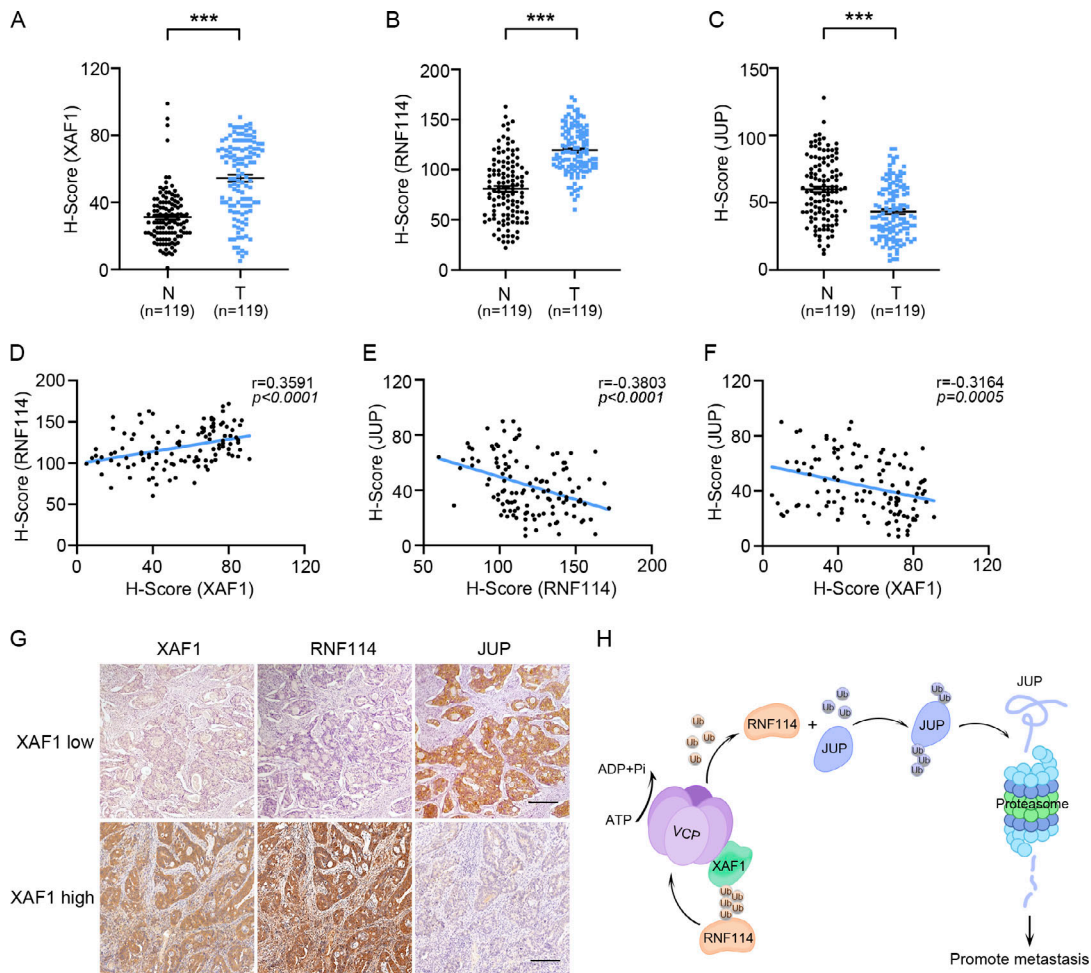 A
***
H-Score (XAF1)
120
80
40
0
N
T
(n=119)
(n=119)
B
***
H-Score (RNF114)
200
150
100
50
0
N
T
(n=119)
(n=119)
C
***
H-Score (JUP)
150
100
50
0
N
T
(n=119)
(n=119)
D
r=0.3591
p<0.0001
H-Score (RNF114)
200
150
100
50
0
0
40
80
120
H-Score (XAF1)
E
r=-0.3803
p<0.0001
H-Score (JUP)
120
80
40
0
50
100
150
200
H-Score (RNF114)
F
r=-0.3164
p=0.0005
H-Score (JUP)
120
80
40
0
0
40
80
120
H-Score (XAF1)
G
XAF1
RNF114
JUP
XAF1 low
XAF1 high
H
Ub
Ub
Ub
Ub
RNF114
+
Ub
Ub
Ub
JUP
Ub
Ub
JUP
Ub
Ub
Ub
JUP
Proteasome
ADP+Pi
ATP
VCP
XAF1
Ub
Ub
Ub
Ub
Ub
RNF114
Promote metastasis